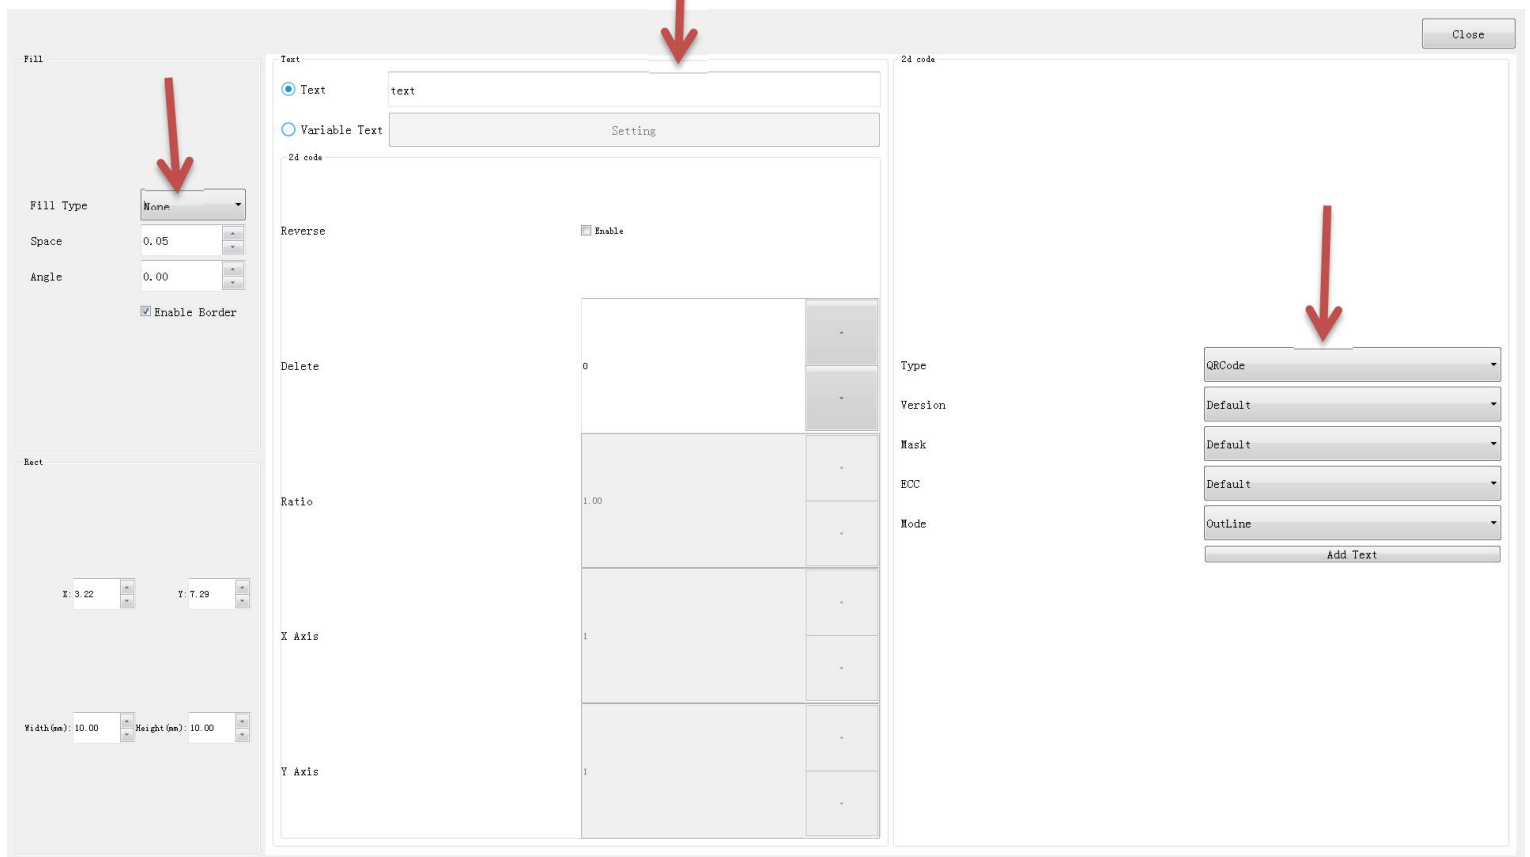 Close
Fill
Fill Type None
Space 0.05
Angle 0.00
Enable Border
Rect
X: 3.22 Y: 7.29
Width(mm): 10.00 Height(mm): 10.00
Text
Text text
Variable Text Setting
2d code
Reverse Enable
Delete 0
Ratio 1.00
X Axis 1
Y Axis 1
2d code
Type QRCode
Version Default
Mask Default
ECC Default
Mode OutLine
Add Text